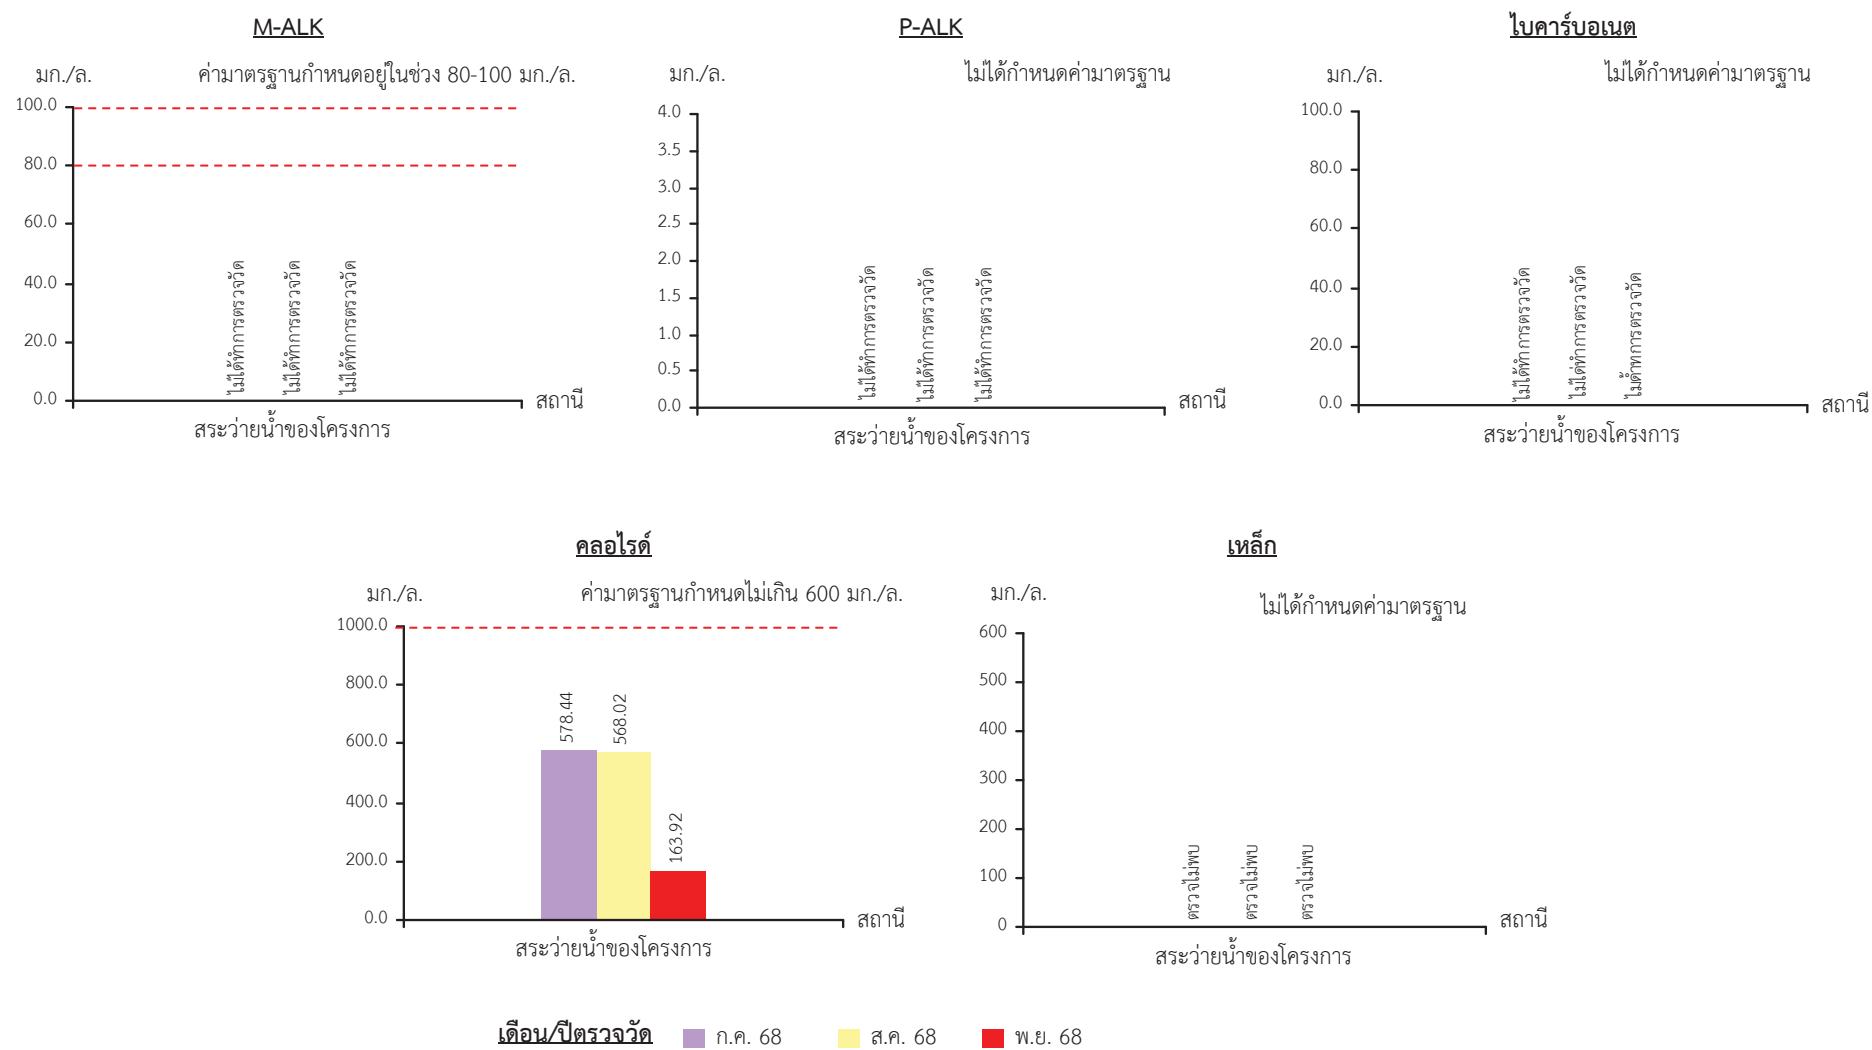 M-ALK
มก./ล. ค่ามาตรฐานกำหนดอยู่ในช่วง 80-100 มก./ล.
100.0
80.0
60.0
40.0
20.0
0.0
ไม่ได้ทำการตรวจวัด
ไม่ได้ทำการตรวจวัด
ไม่ได้ทำการตรวจวัด
สถานี
สระว่ายน้ำของโครงการ
P-ALK
มก./ล. ไม่ได้กำหนดค่ามาตรฐาน
4.0
3.5
3.0
2.5
2.0
1.5
1.0
0.5
0.0
ไม่ได้ทำการตรวจวัด
ไม่ได้ทำการตรวจวัด
ไม่ได้ทำการตรวจวัด
สถานี
สระว่ายน้ำของโครงการ
ไบคาร์บอเนต
มก./ล. ไม่ได้กำหนดค่ามาตรฐาน
100.0
80.0
60.0
40.0
20.0
0.0
ไม่ได้ทำการตรวจวัด
ไม่ได้ทำการตรวจวัด
ไม่ได้ทำการตรวจวัด
สถานี
สระว่ายน้ำของโครงการ
คลอไรด์
มก./ล. ค่ามาตรฐานกำหนดไม่เกิน 600 มก./ล.
1000.0
800.0
600.0
400.0
200.0
0.0
578.44
568.02
163.92
สถานี
สระว่ายน้ำของโครงการ
เหล็ก
มก./ล. ไม่ได้กำหนดค่ามาตรฐาน
600
500
400
300
200
100
0
ตรวจไม่พบ
ตรวจไม่พบ
ตรวจไม่พบ
สถานี
สระว่ายน้ำของโครงการ
เดือน/ปีตรวจวัด ก.ค. 68 ส.ค. 68 พ.ย. 68